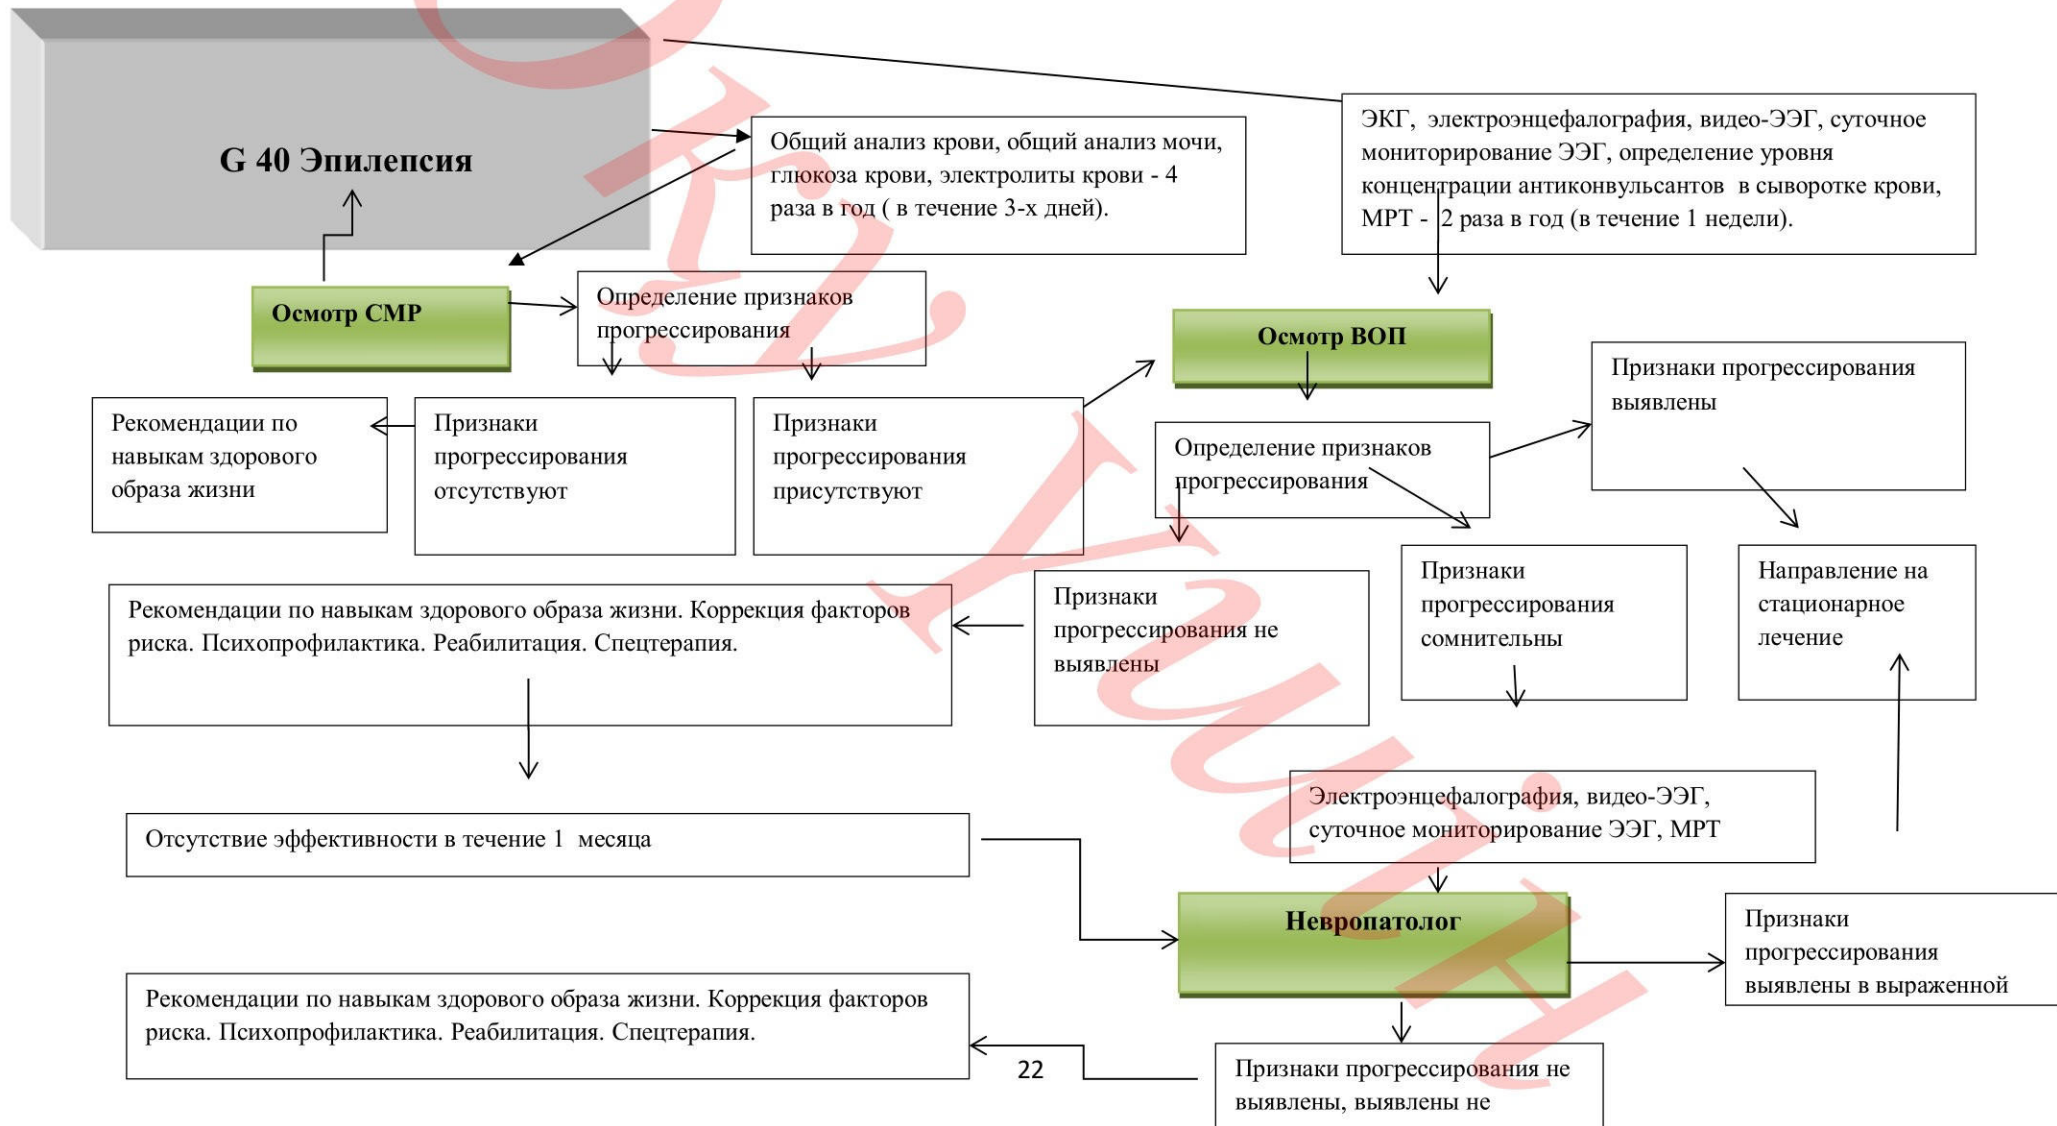 G 40 Эпилепсия
Общий анализ крови, общий анализ мочи,
глюкоза крови, электролиты крови - 4
раза в год ( в течение 3-х дней).
ЭКГ, электроэнцефалография, видео-ЭЭГ, суточное
мониторирование ЭЭГ, определение уровня
концентрации антиконвульсантов в сыворотке крови,
МРТ - 2 раза в год (в течение 1 недели).
Осмотр СМР
Определение признаков
прогрессирования
Осмотр ВОП
Признаки прогрессирования
выявлены
Рекомендации по
навыкам здорового
образа жизни
Признаки
прогрессирования
отсутствуют
Признаки
прогрессирования
присутствуют
Определение признаков
прогрессирования
Рекомендации по навыкам здорового образа жизни. Коррекция факторов
риска. Психопрофилактика. Реабилитация. Спецтерапия.
Признаки
прогрессирования не
выявлены
Признаки
прогрессирования
сомнительны
Направление на
стационарное
лечение
Отсутствие эффективности в течение 1 месяца
Электроэнцефалография, видео-ЭЭГ,
суточное мониторирование ЭЭГ, МРТ
Невропатолог
Признаки
прогрессирования
выявлены в выраженной
Рекомендации по навыкам здорового образа жизни. Коррекция факторов
риска. Психопрофилактика. Реабилитация. Спецтерапия.
22
Признаки прогрессирования не
выявлены, выявлены не